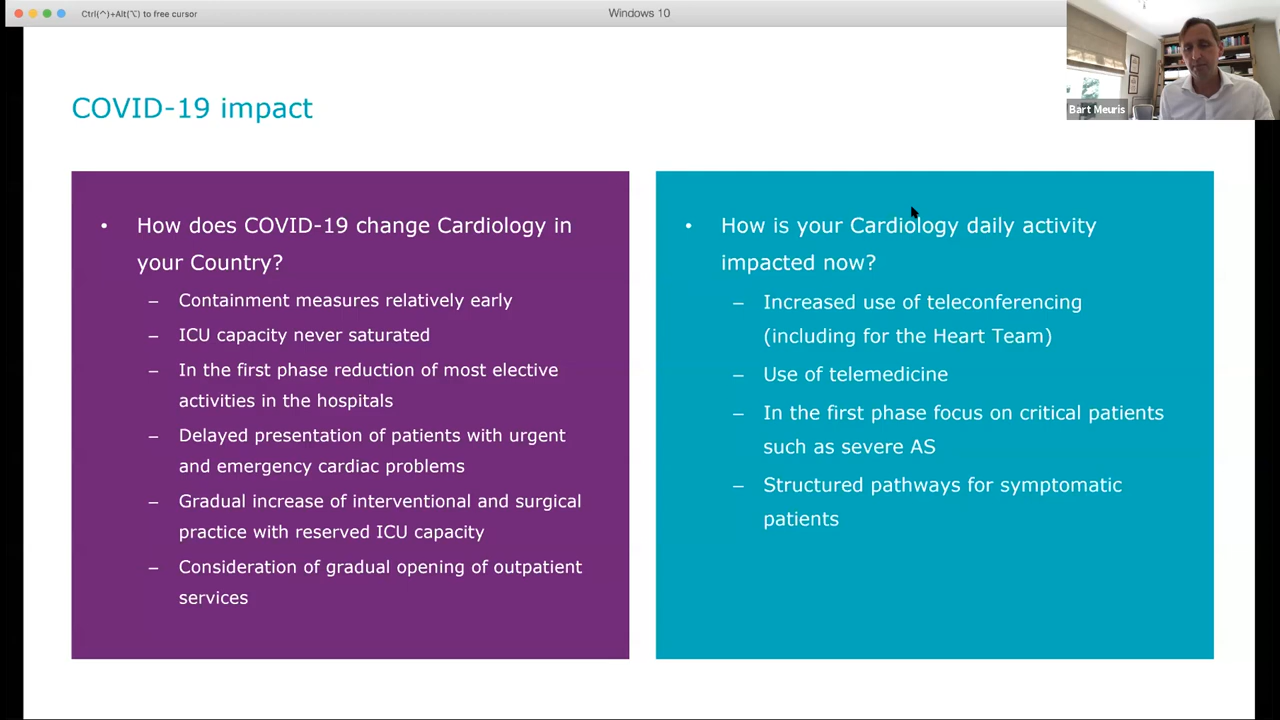 Ctrl(^)+Alt(⌥) to free cursor
Windows 10
Bart Meuris
COVID-19 impact
• How does COVID-19 change Cardiology in
your Country?
– Containment measures relatively early
– ICU capacity never saturated
– In the first phase reduction of most elective
activities in the hospitals
– Delayed presentation of patients with urgent
and emergency cardiac problems
– Gradual increase of interventional and surgical
practice with reserved ICU capacity
– Consideration of gradual opening of outpatient
services
• How is your Cardiology daily activity
impacted now?
– Increased use of teleconferencing
(including for the Heart Team)
– Use of telemedicine
– In the first phase focus on critical patients
such as severe AS
– Structured pathways for symptomatic
patients